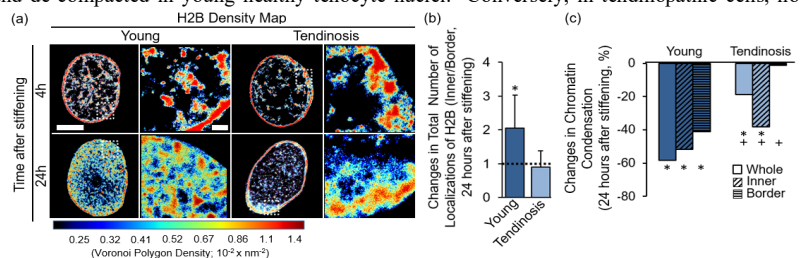 nd de-compacted in young healthy tenocyte nuclei.
Conversely, in tendinopathic cells,
(a)
H2B Density Map
Young
Tendinosis
Time after stiffening
4h
24h
0.25 0.32 0.41 0.52 0.67 0.86 1.1 1.4
(Voronoi Polygon Density; 10⁻² x nm⁻²)
(b)
Changes in Total Number of
Localizations of H2B (Inner/Border,
24 hours after stiffening)
4
3
2
1
0
*
Young
Tendinosis
(c)
Changes in Chromatin
Condensation
(24 hours after stiffening, %)
Young
Tendinosis
0
-20
-40
-60
-80
* * *
* *
+ + +
Whole
Inner
Border